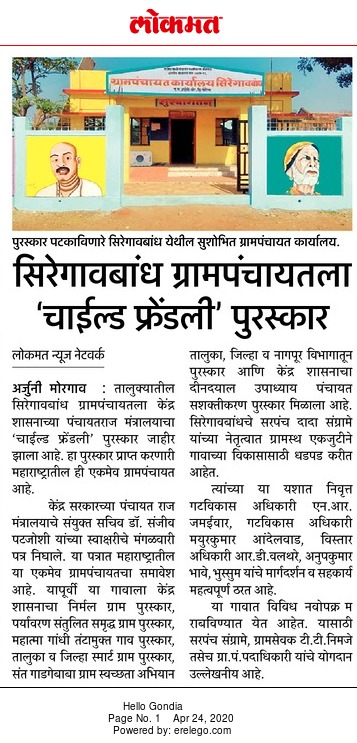 लोकमत
ग्रामपंचायत कार्यालय सिरेगावबांध
सुस्वागतम्
पुरस्कार पटकाविणारे सिरेगावबांध येथील सुशोभित ग्रामपंचायत कार्यालय.
सिरेगावबांध ग्रामपंचायतला
‘चाईल्ड फ्रेंडली’ पुरस्कार
लोकमत न्यूज नेटवर्क
अर्जुनी मोरगाव : तालुक्यातील
सिरेगावबांध ग्रामपंचायतला केंद्र
शासनाच्या पंचायतराज मंत्रालयाचा
‘चाईल्ड फ्रेंडली’ पुरस्कार जाहीर
झाला आहे. हा पुरस्कार प्राप्त करणारी
महाराष्ट्रातील ही एकमेव ग्रामपंचायत
आहे.
केंद्र सरकारच्या पंचायत राज
मंत्रालयाचे संयुक्त सचिव डॉ. संजीव
पटजोशी यांच्या स्वाक्षरीचे मंगळवारी
पत्र निघाले. या पत्रात महाराष्ट्रातील
या एकमेव ग्रामपंचायतचा समावेश
आहे. यापूर्वी या गावाला केंद्र
शासनाचा निर्मल ग्राम पुरस्कार,
पर्यावरण संतुलित समृद्ध ग्राम पुरस्कार,
महात्मा गांधी तंटामुक्त गाव पुरस्कार,
तालुका व जिल्हा स्मार्ट ग्राम पुरस्कार,
संत गाडगेबाबा ग्राम स्वच्छता अभियान
तालुका, जिल्हा व नागपूर विभागातून
पुरस्कार आणि केंद्र शासनाचा
दीनदयाल उपाध्याय पंचायत
सशक्तीकरण पुरस्कार मिळाला आहे.
सिरेगावबांधचे सरपंच दादा संग्रामे
यांच्या नेतृत्वात ग्रामस्थ एकजुटीने
गावाच्या विकासासाठी धडपड करीत
आहेत.
त्यांच्या या यशात निवृत्त
गटविकास अधिकारी एन.आर.
जमईवार, गटविकास अधिकारी
मयुरकुमार आंदेलवाड, विस्तार
अधिकारी आर.डी.वलथरे, अनुपकुमार
भावे, भुस्सुम यांचे मार्गदर्शन व सहकार्य
महत्वपूर्ण ठरत आहे.
या गावात विविध नवोपक्र म
राबविण्यात येत आहेत. यासाठी
सरपंच संग्रामे, ग्रामसेवक टी.टी.निमजे
तसेच ग्रा.पं.पदाधिकारी यांचे योगदान
उल्लेखनीय आहे.
Hello Gondia
Page No. 1 Apr 24, 2020
Powered by: erelego.com